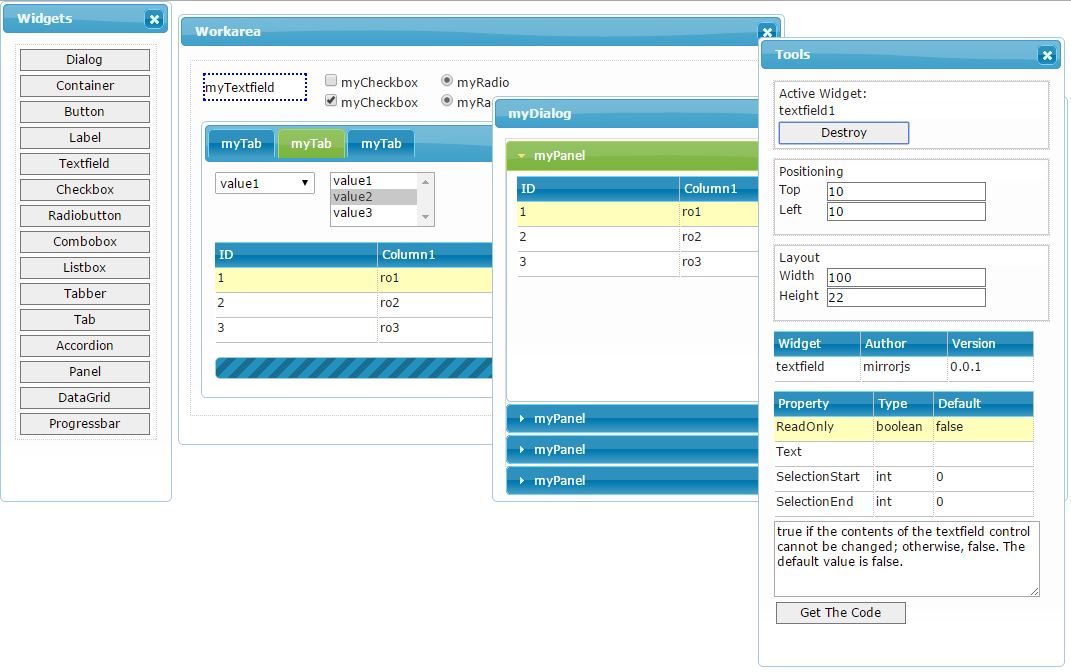 Widgets
Dialog
Container
Button
Label
Textfield
Checkbox
Radiobutton
Combobox
Listbox
Tabber
Tab
Accordion
Panel
DataGrid
Progressbar
Workarea
myTextfield
myCheckbox
myRadio
myCheckbox
myTab myTab myTab
value1
value1
value2
value3
ID Column1
1 ro1
2 ro2
3 ro3
myDialog
myPanel
ID Column1
1 ro1
2 ro2
3 ro3
myPanel
myPanel
myPanel
Tools
Active Widget:
textfield1
Destroy
Positioning
Top 10
Left 10
Layout
Width 100
Height 22
Widget Author Version
textfield mirrorjs 0.0.1
Property Type Default
ReadOnly boolean false
Text
SelectionStart int 0
SelectionEnd int 0
true if the contents of the textfield control
cannot be changed; otherwise, false. The
default value is false.
Get The Code